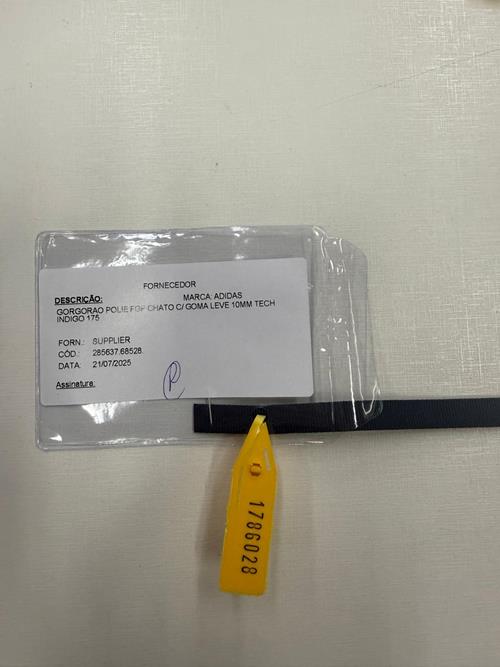 FORNECEDOR
DESCRIÇÃO: MARCA: ADIDAS
GORGORAO POLIE FGF CHATO C/ GOMA LEVE 10MM TECH
INDIGO 175
FORN.: SUPPLIER
CÓD.: 285637.68528.
DATA: 21/07/2025
Assinatura:
1786028